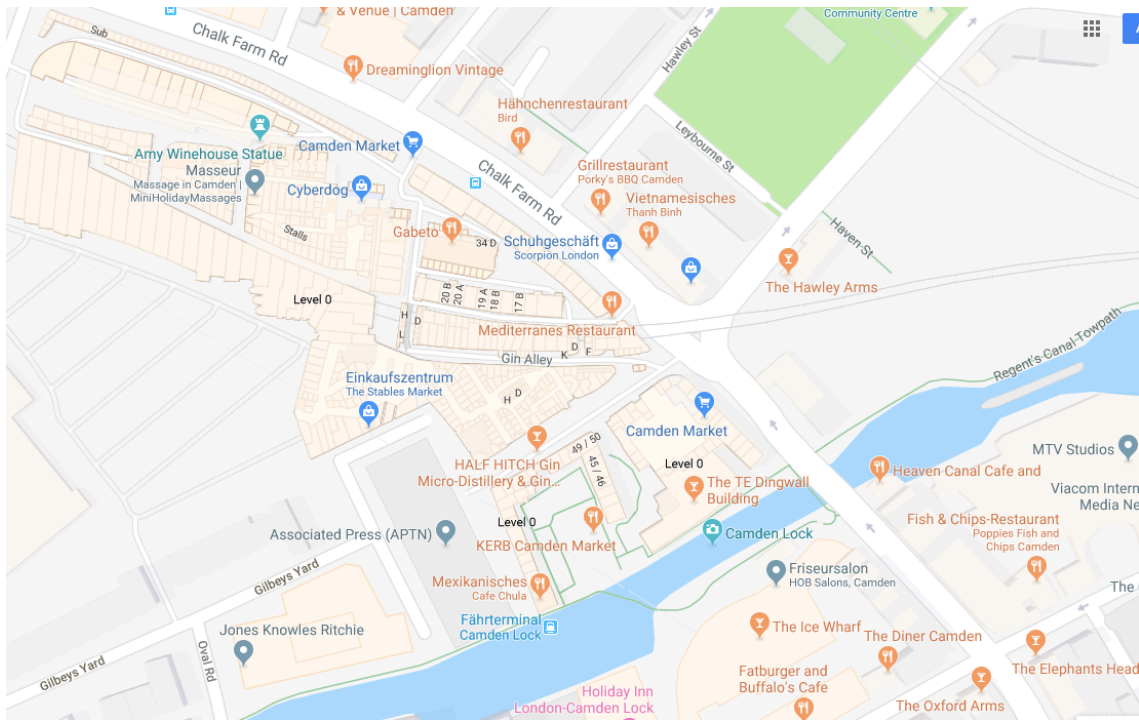 & Venue | Camden
Community Centre
Sub
Chalk Farm Rd
Hawley St
Dreaminglion Vintage
Hähnchenrestaurant
Bird
Leybourne St
Amy Winehouse Statue
Camden Market
Masseur
Massage in Camden |
MiniHolidayMassages
Cyberdog
Chalk Farm Rd
Grillrestaurant
Porky's BBQ Camden
Vietnamesisches
Thanh Binh
Stalls
Gabeto
34 D
Schuhgeschäft
Scorpion London
Haven St
The Hawley Arms
Level 0
20 B
20 A
19 A
18 B
17 B
H
D
L
Mediterranes Restaurant
D
K
F
Gin Alley
Regent's Canal Towpath
Einkaufszentrum
The Stables Market
H
D
Camden Market
49 / 50
45 / 46
Level 0
MTV Studios
HALF HITCH Gin
Micro-Distillery & Gin...
The TE Dingwall
Building
Heaven Canal Cafe and
Viacom Intern
Media Ne
Level 0
Associated Press (APTN)
KERB Camden Market
Camden Lock
Fish & Chips-Restaurant
Poppies Fish and
Chips Camden
Gilbeys Yard
Mexikanisches
Cafe Chula
Friseursalon
HOB Salons, Camden
The
Fährterminal
Camden Lock
Jones Knowles Ritchie
The Ice Wharf
The Diner Camden
Oval Rd
Gilbeys Yard
Fatburger and
Buffalo's Cafe
The Elephants Head
Holiday Inn
London-Camden Lock
The Oxford Arms